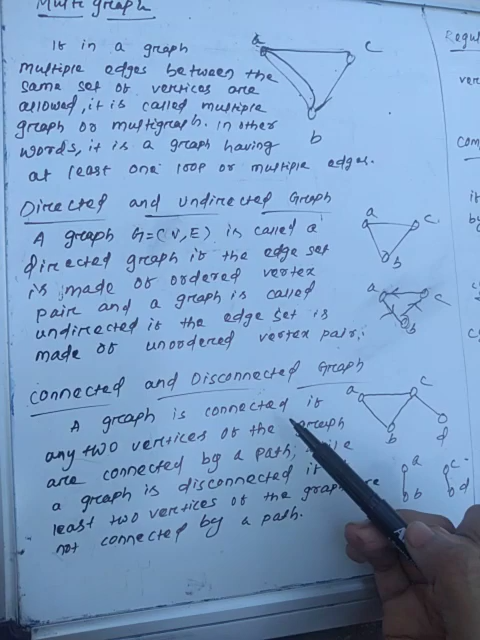 Multi graph
If in a graph
multiple edges between the
same set of vertices are
allowed, it is called multiple
graph or multigraph. In other
words, it is a graph having
at least one loop or multiple edges.
a
c
b
Directed and undirected Graph
A graph G=(V,E) is called a
directed graph if the edge set
is made of ordered vertex
pair and a graph is called
undirected if the edge set is
made of unordered vertex pair.
a
c
b
a
c
b
Connected and Disconnected Graph
A graph is connected if
any two vertices of the graph
are connected by a path;
a graph is disconnected if
least two vertices of the graph
not connected by a path.
a
c
b
d
a
c
b
d